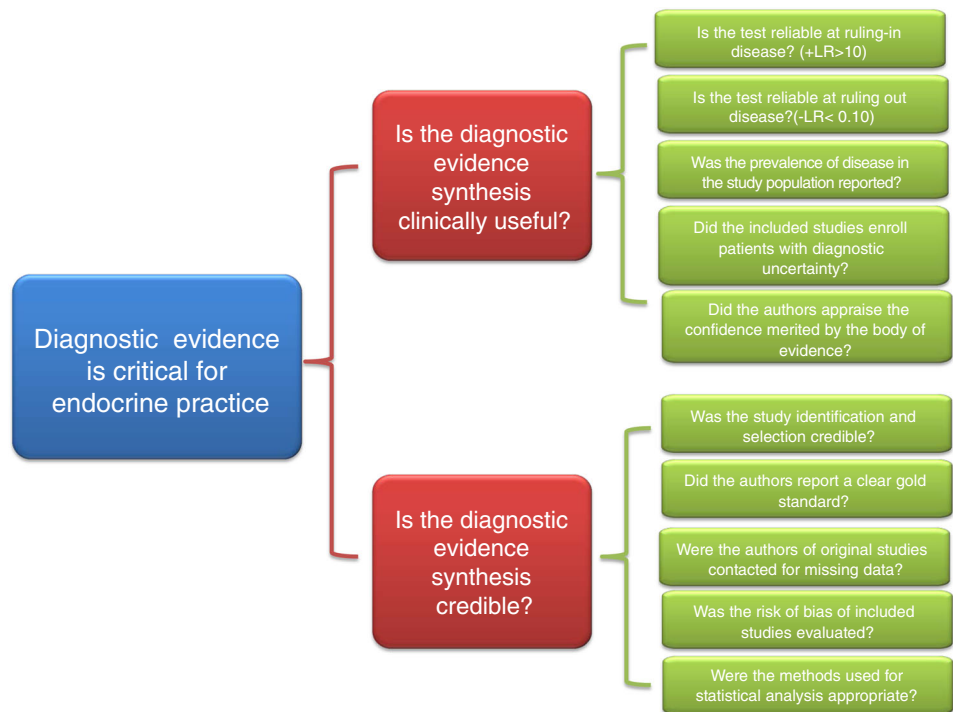 Diagnostic evidence
is critical for
endocrine practice
Is the diagnostic
evidence
synthesis
clinically useful?
Is the test reliable at ruling-in
disease? (+LR>10)
Is the test reliable at ruling out
disease?(-LR< 0.10)
Was the prevalence of disease in
the study population reported?
Did the included studies enroll
patients with diagnostic
uncertainty?
Did the authors appraise the
confidence merited by the body of
evidence?
Is the diagnostic
evidence
synthesis
credible?
Was the study identification and
selection credible?
Did the authors report a clear gold
standard?
Were the authors of original studies
contacted for missing data?
Was the risk of bias of included
studies evaluated?
Were the methods used for
statistical analysis appropriate?